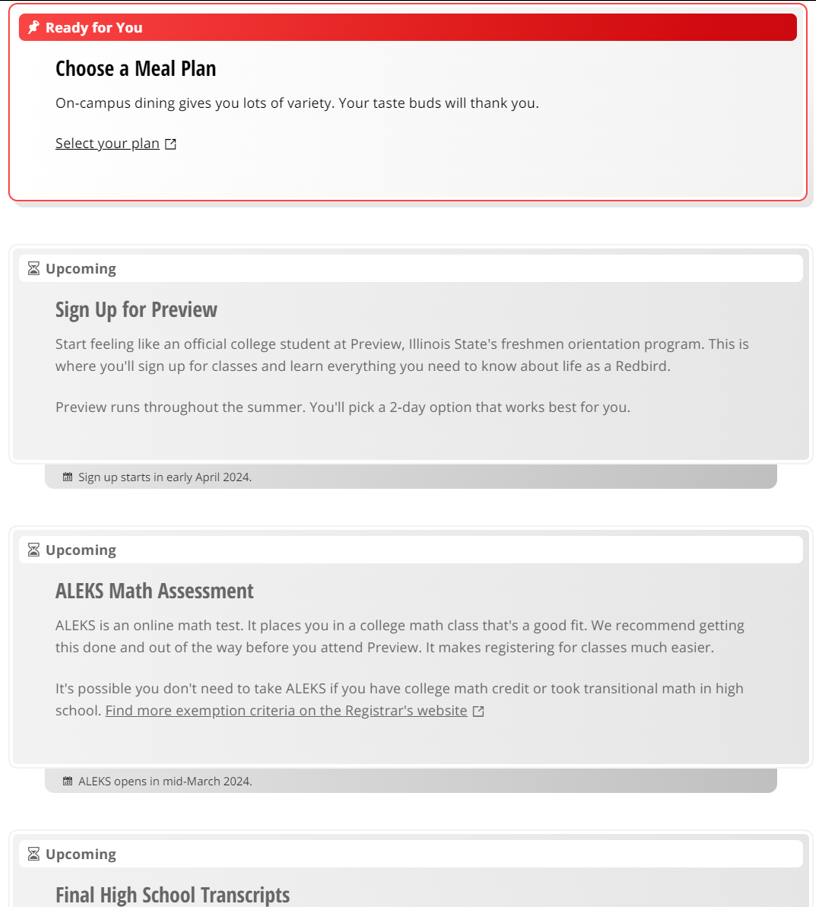 Ready for You
Choose a Meal Plan
On-campus dining gives you lots of variety. Your taste buds will thank you.
Select your plan
Upcoming
Sign Up for Preview
Start feeling like an official college student at Preview, Illinois State's freshmen orientation program. This is
where you'll sign up for classes and learn everything you need to know about life as a Redbird.
Preview runs throughout the summer. You'll pick a 2-day option that works best for you.
Sign up starts in early April 2024.
Upcoming
ALEKS Math Assessment
ALEKS is an online math test. It places you in a college math class that's a good fit. We recommend getting
this done and out of the way before you attend Preview. It makes registering for classes much easier.
It's possible you don't need to take ALEKS if you have college math credit or took transitional math in high
school. Find more exemption criteria on the Registrar's website
ALEKS opens in mid-March 2024.
Upcoming
Final High School Transcripts